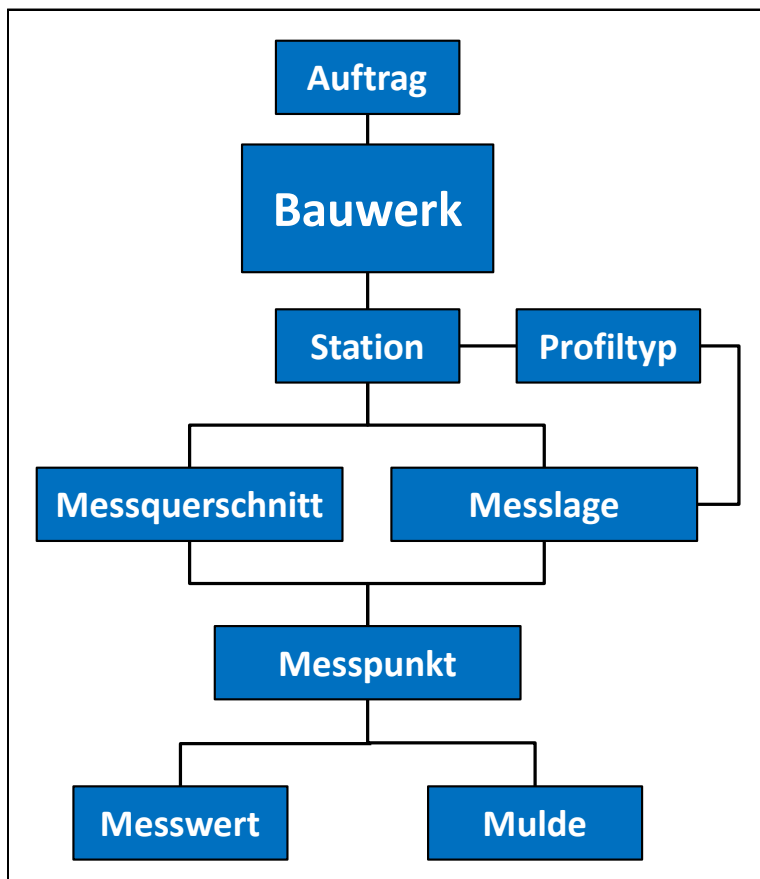 Auftrag
Bauwerk
Station
Profiltyp
Messquerschnitt
Messlage
Messpunkt
Messwert
Mulde